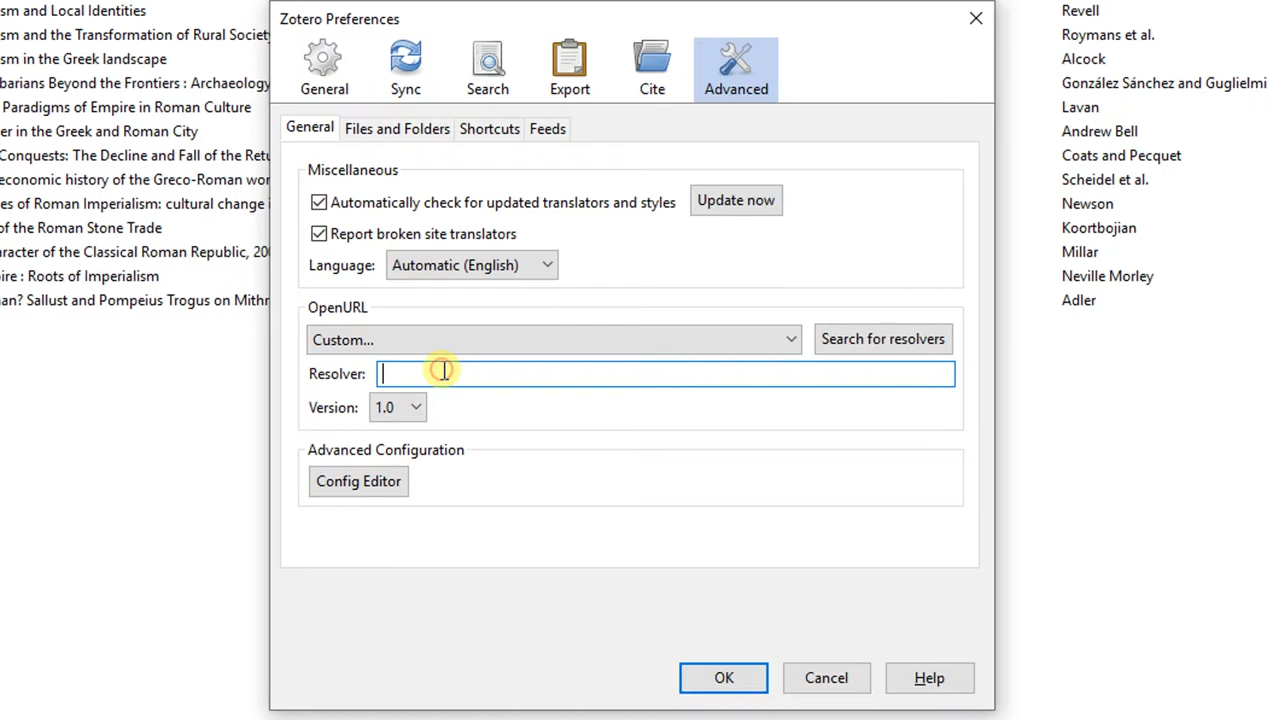 Zotero Preferences
General
Sync
Search
Export
Cite
Advanced
General
Files and Folders
Shortcuts
Feeds
Miscellaneous
Automatically check for updated translators and styles
Update now
Report broken site translators
Language:
Automatic (English)
OpenURL
Custom...
Search for resolvers
Resolver:
Version:
1.0
Advanced Configuration
Config Editor
OK
Cancel
Help
sm and Local Identities
sm and the Transformation of Rural Society
sm in the Greek landscape
barians Beyond the Frontiers : Archaeology
Paradigms of Empire in Roman Culture
er in the Greek and Roman City
Conquests: The Decline and Fall of the Retu
economic history of the Greco-Roman wor
es of Roman Imperialism: cultural change i
of the Roman Stone Trade
aracter of the Classical Roman Republic, 200
ire : Roots of Imperialism
nan? Sallust and Pompeius Trogus on Mithr
Revell
Roymans et al.
Alcock
González Sánchez and Guglielmi
Lavan
Andrew Bell
Coats and Pecquet
Scheidel et al.
Newson
Koortbojian
Millar
Neville Morley
Adler